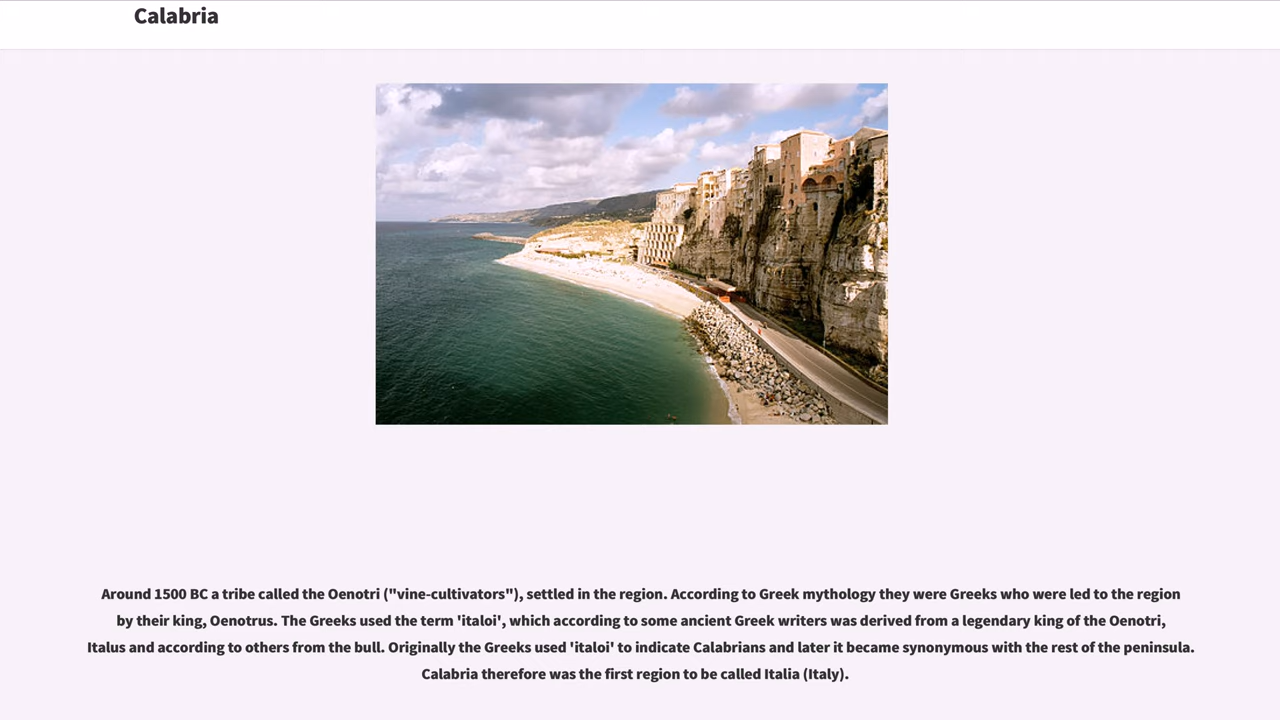 Calabria
Around 1500 BC a tribe called the Oenotri ("vine-cultivators"), settled in the region. According to Greek mythology they were Greeks who were led to the region
by their king, Oenotrus. The Greeks used the term 'italoi', which according to some ancient Greek writers was derived from a legendary king of the Oenotri,
Italus and according to others from the bull. Originally the Greeks used 'italoi' to indicate Calabrians and later it became synonymous with the rest of the peninsula.
Calabria therefore was the first region to be called Italia (Italy).